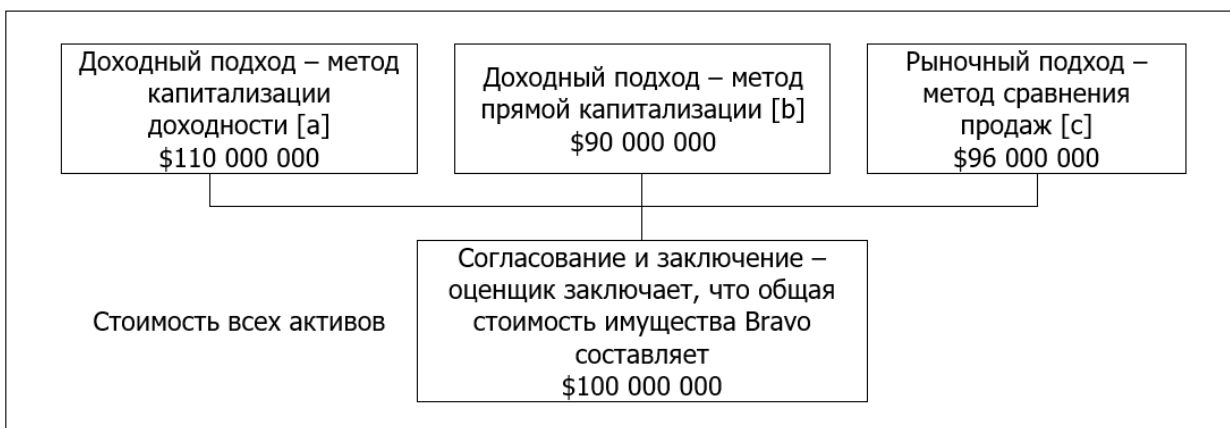 Доходный подход – метод
капитализации
доходности [a]
$110 000 000
Доходный подход – метод
прямой капитализации [b]
$90 000 000
Рыночный подход –
метод сравнения
продаж [c]
$96 000 000
Стоимость всех активов
Согласование и заключение –
оценщик заключает, что общая
стоимость имущества Bravo
составляет
$100 000 000